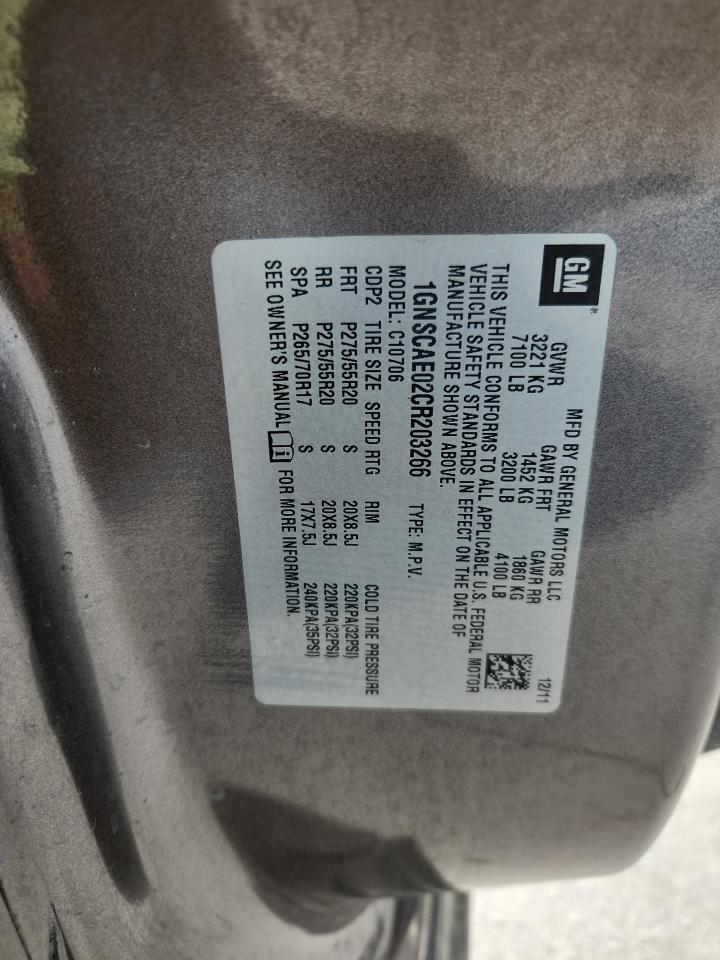 GM®
MFD BY GENERAL MOTORS LLC 12/11
GVWR GAWR FRT GAWR RR
3221 KG 1452 KG 1860 KG
7100 LB 3200 LB 4100 LB
THIS VEHICLE CONFORMS TO ALL APPLICABLE U.S. FEDERAL MOTOR
VEHICLE SAFETY STANDARDS IN EFFECT ON THE DATE OF
MANUFACTURE SHOWN ABOVE.
1GNSCAE02CR203266 TYPE: M.P.V.
MODEL: C10706
CDP2 TIRE SIZE SPEED RTG RIM COLD TIRE PRESSURE
FRT P275/55R20 S 20X8.5J 220KPA(32PSI)
RR P275/55R20 S 20X8.5J 220KPA(32PSI)
SPA P265/70R17 S 17X7.5J 240KPA(35PSI)
SEE OWNER'S MANUAL i FOR MORE INFORMATION.